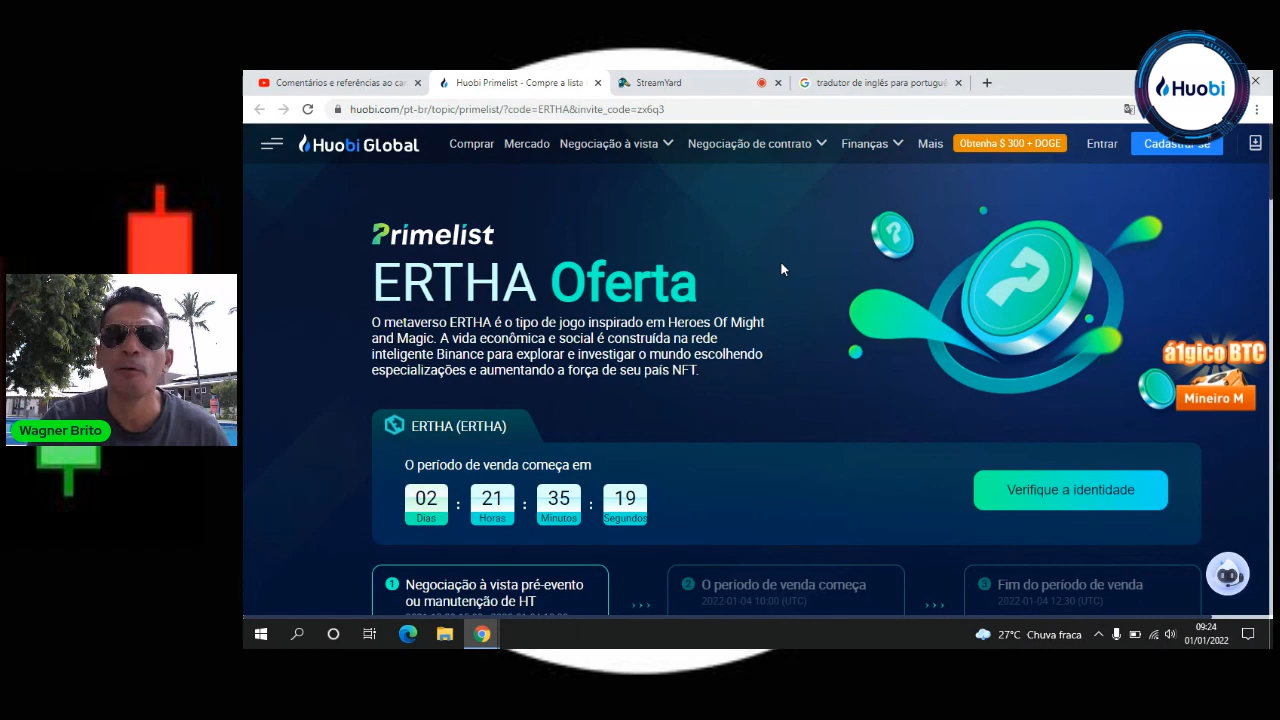 Comentários e referências ao can
Huobi Primelist - Compre a lista
StreamYard
tradutor de inglês para portugu
huobi.com/pt-br/topic/primelist/?code=ERTHA&invite_code=zx6q3
Huobi
Huobi Global
Comprar
Mercado
Negociação à vista
Negociação de contrato
Finanças
Mais
Obtenha $ 300 + DOGE
Entrar
Cadastrar-se
Primelist
ERTHA Oferta
O metaverso ERTHA é o tipo de jogo inspirado em Heroes Of Might
and Magic. A vida econômica e social é construída na rede
inteligente Binance para explorar e investigar o mundo escolhendo
especializações e aumentando a força de seu país NFT.
á1gico BTC
Mineiro M
Wagner Brito
ERTHA (ERTHA)
O período de venda começa em
02 : 21 : 35 : 19
Dias Horas Minutos Segundos
Verifique a identidade
1 Negociação à vista pré-evento
ou manutenção de HT
2 O período de venda começa
2022-01-04 10:00 (UTC)
3 Fim do período de venda
2022-01-04 12:30 (UTC)
27°C Chuva fraca
09:24
01/01/2022